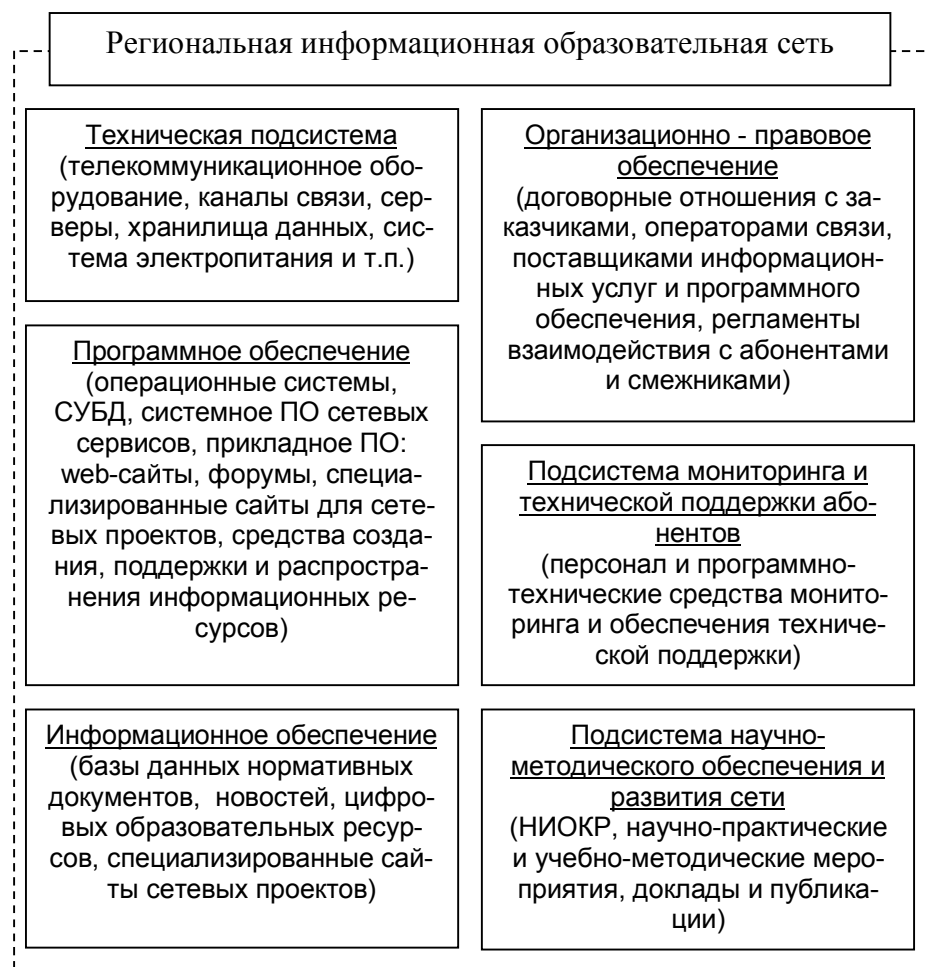 Региональная информационная образовательная сеть
Техническая подсистема
(телекоммуникационное обо-
рудование, каналы связи, сер-
веры, хранилища данных, сис-
тема электропитания и т.п.)
Программное обеспечение
(операционные системы,
СУБД, системное ПО сетевых
сервисов, прикладное ПО:
web-сайты, форумы, специа-
лизированные сайты для сете-
вых проектов, средства созда-
ния, поддержки и распростра-
нения информационных ре-
сурсов)
Информационное обеспечение
(базы данных нормативных
документов,  новостей, цифро-
вых образовательных ресур-
сов, специализированные сай-
ты сетевых проектов)
Организационно - правовое
обеспечение
(договорные отношения с за-
казчиками, операторами связи,
поставщиками информацион-
ных услуг и программного
обеспечения, регламенты
взаимодействия с абонентами
и смежниками)
Подсистема мониторинга и
технической поддержки або-
нентов
(персонал и программно-
технические средства монито-
ринга и обеспечения техниче-
ской поддержки)
Подсистема научно-
методического обеспечения и
развития сети
(НИОКР, научно-практические
и учебно-методические меро-
приятия, доклады и публика-
ции)